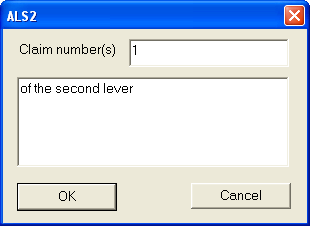 ALS2
Claim number(s) 1
of the second lever
OK Cancel